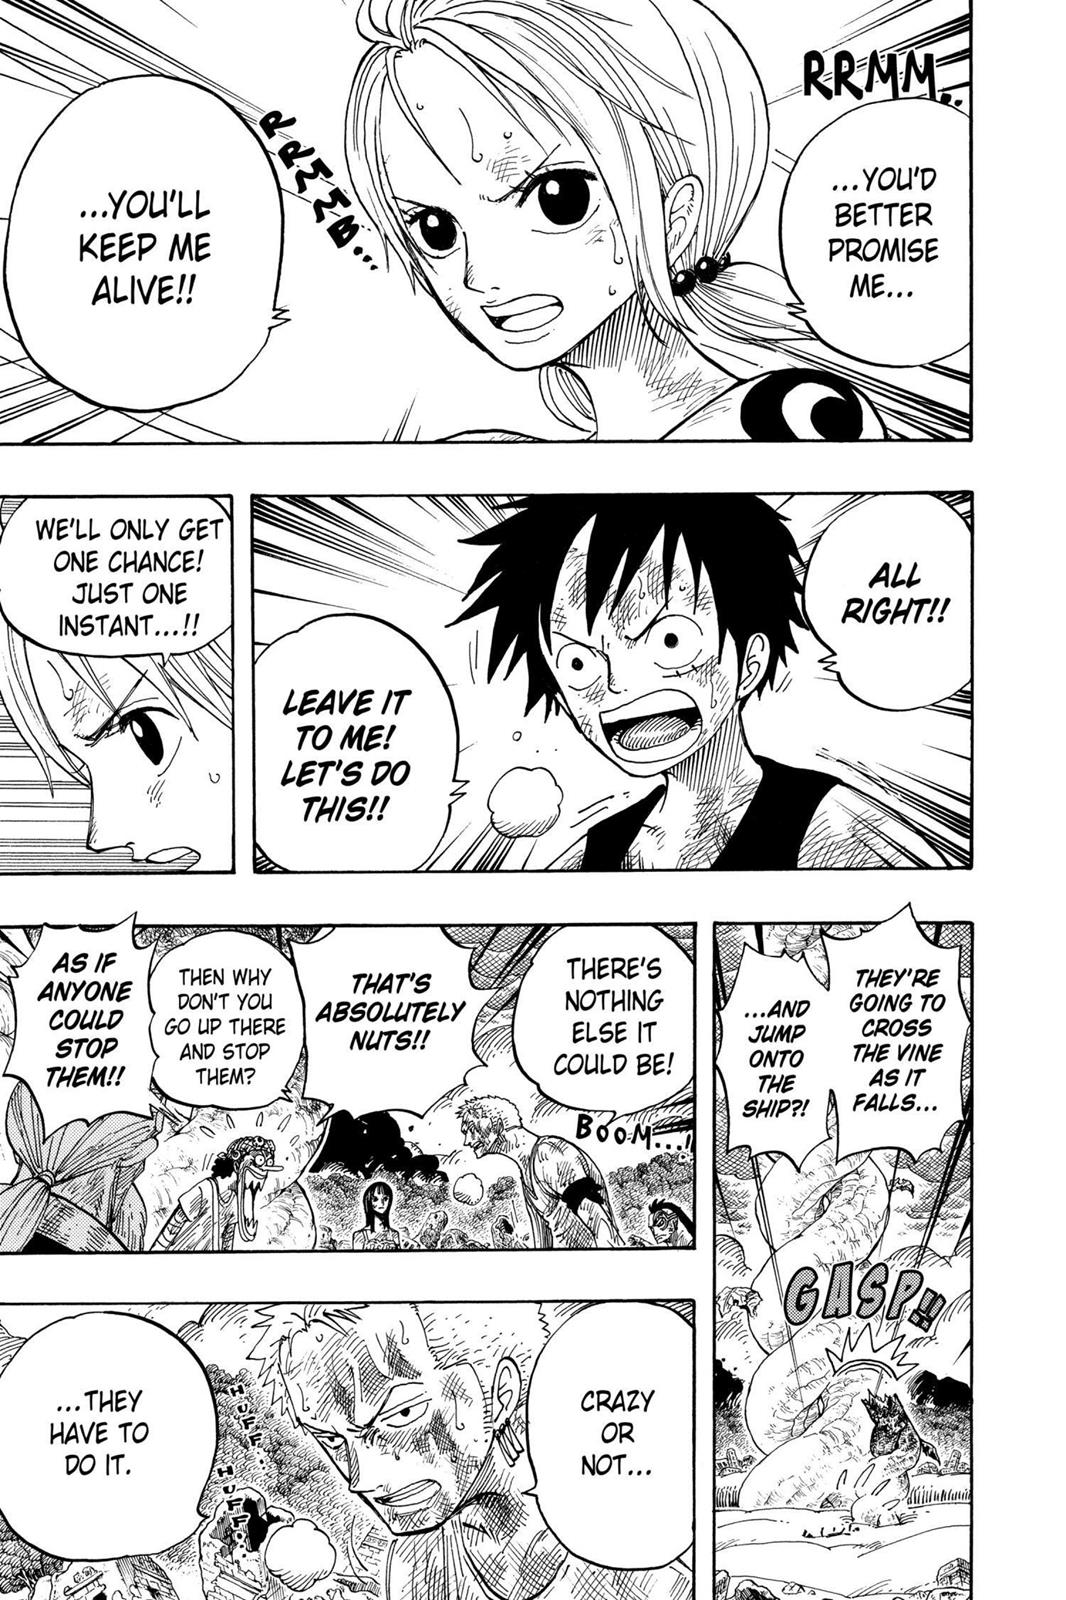 RRMM..
...YOU'D
BETTER
PROMISE
ME...
RRMMB...
...YOU'LL
KEEP ME
ALIVE!!
ALL
RIGHT!!
LEAVE IT
TO ME!
LET'S DO
THIS!!
WE'LL ONLY GET
ONE CHANCE!
JUST ONE
INSTANT...!!
THEY'RE
GOING TO
CROSS
THE VINE
AS IT
FALLS...
...AND
JUMP
ONTO
THE
SHIP?!
GASP!!
THERE'S
NOTHING
ELSE IT
COULD BE!
BOOM...!
THAT'S
ABSOLUTELY
NUTS!!
THEN WHY
DON'T YOU
GO UP THERE
AND STOP
THEM?
AS IF
ANYONE
COULD
STOP
THEM!!
CRAZY
OR
NOT...
HUFF...
HUFF...
...THEY
HAVE TO
DO IT.